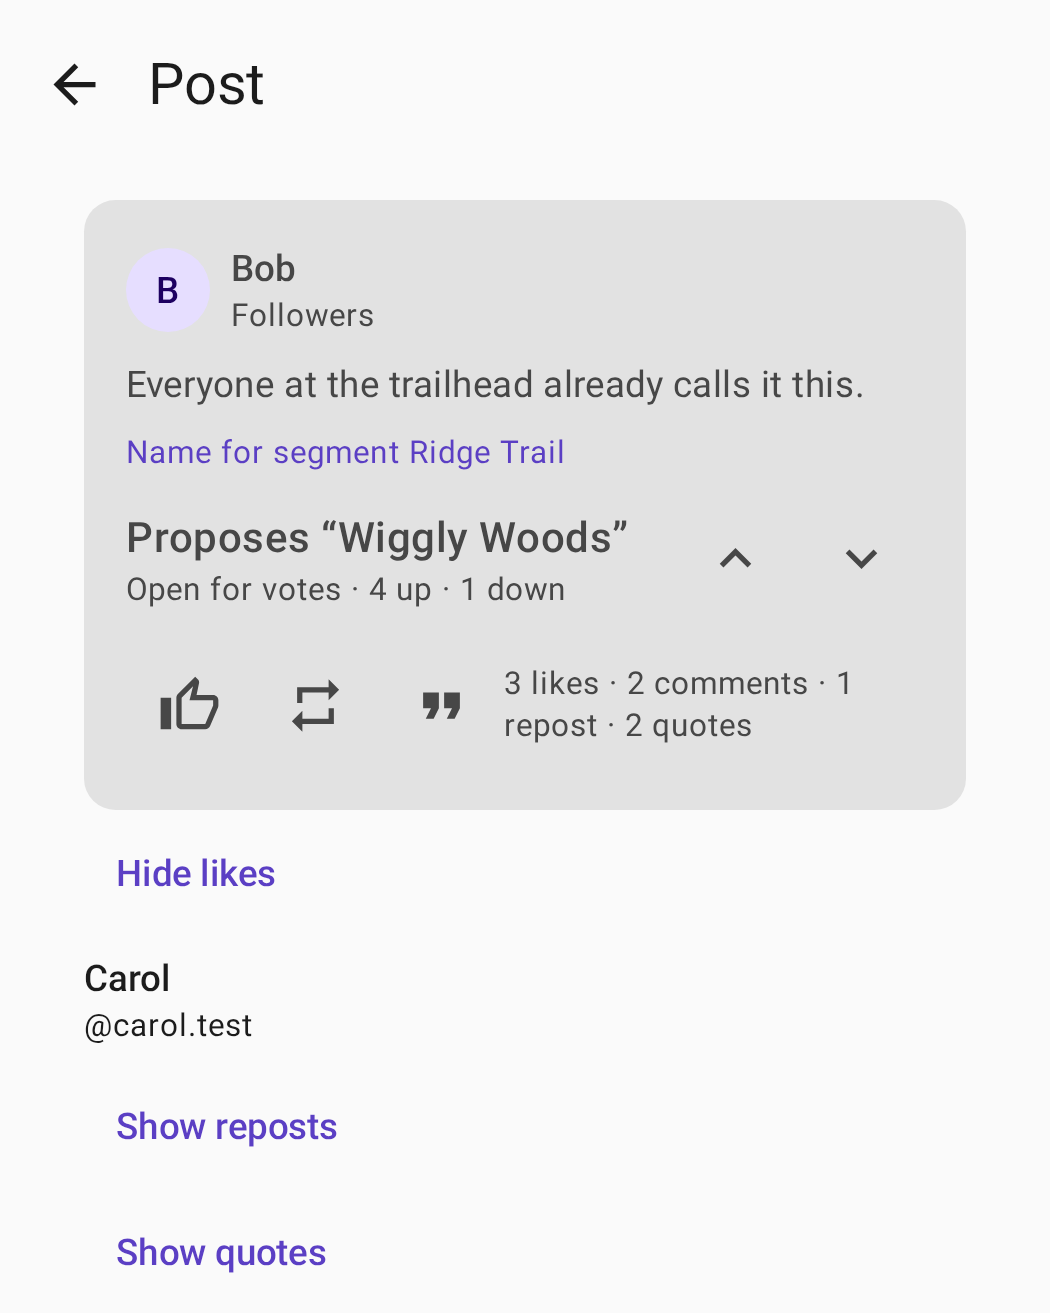 Post
B
Bob
Followers
Everyone at the trailhead already calls it this.
Name for segment Ridge Trail
Proposes “Wiggly Woods”
Open for votes · 4 up · 1 down
3 likes · 2 comments · 1
repost · 2 quotes
Hide likes
Carol
@carol.test
Show reposts
Show quotes